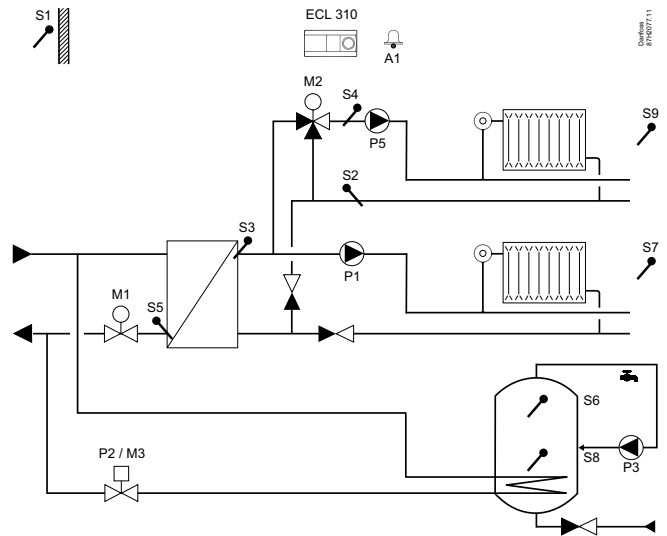 S1
ECL 310
A1
Danfoss
87H2077.11
M2
S4
P5
S9
S2
S3
P1
S7
M1
S5
P2 / M3
S6
S8
P3